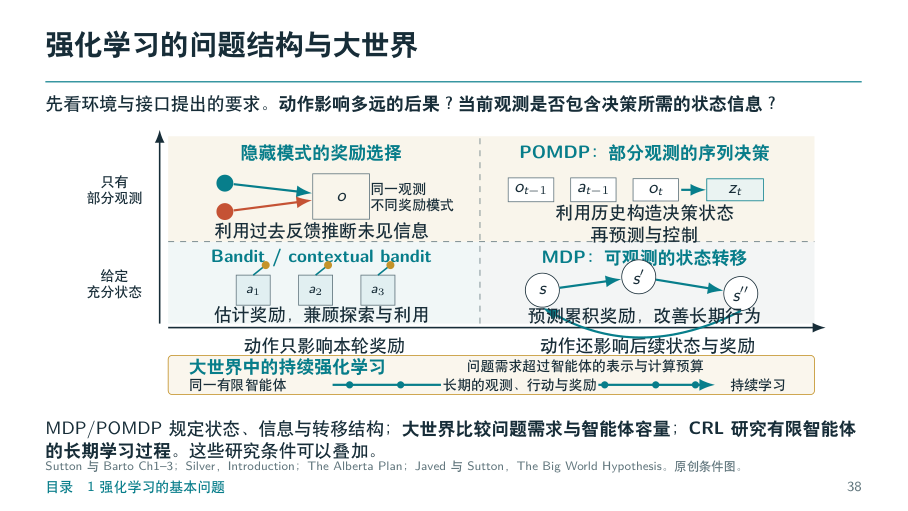 强化学习的问题结构与大世界
先看环境与接口提出的要求。动作影响多远的后果？当前观测是否包含决策所需的状态信息？
隐藏模式的奖励选择
POMDP：部分观测的序列决策
只有
部分观测
o
同一观测
不同奖励模式
o_{t−1} a_{t−1} o_t z_t
利用过去反馈推断未见信息
利用历史构造决策状态
再预测与控制
Bandit / contextual bandit
MDP：可观测的状态转移
给定
充分状态
a_1 a_2 a_3
s s′ s″
估计奖励，兼顾探索与利用
预测累积奖励，改善长期行为
动作只影响本轮奖励
动作还影响后续状态与奖励
大世界中的持续强化学习
问题需求超过智能体的表示与计算预算
同一有限智能体
长期的观测、行动与奖励
持续学习
MDP/POMDP 规定状态、信息与转移结构；大世界比较问题需求与智能体容量；CRL 研究有限智能体
的长期学习过程。这些研究条件可以叠加。
Sutton 与 Barto Ch1–3；Silver，Introduction；The Alberta Plan；Javed 与 Sutton，The Big World Hypothesis。原创条件图。
目录 1 强化学习的基本问题
38